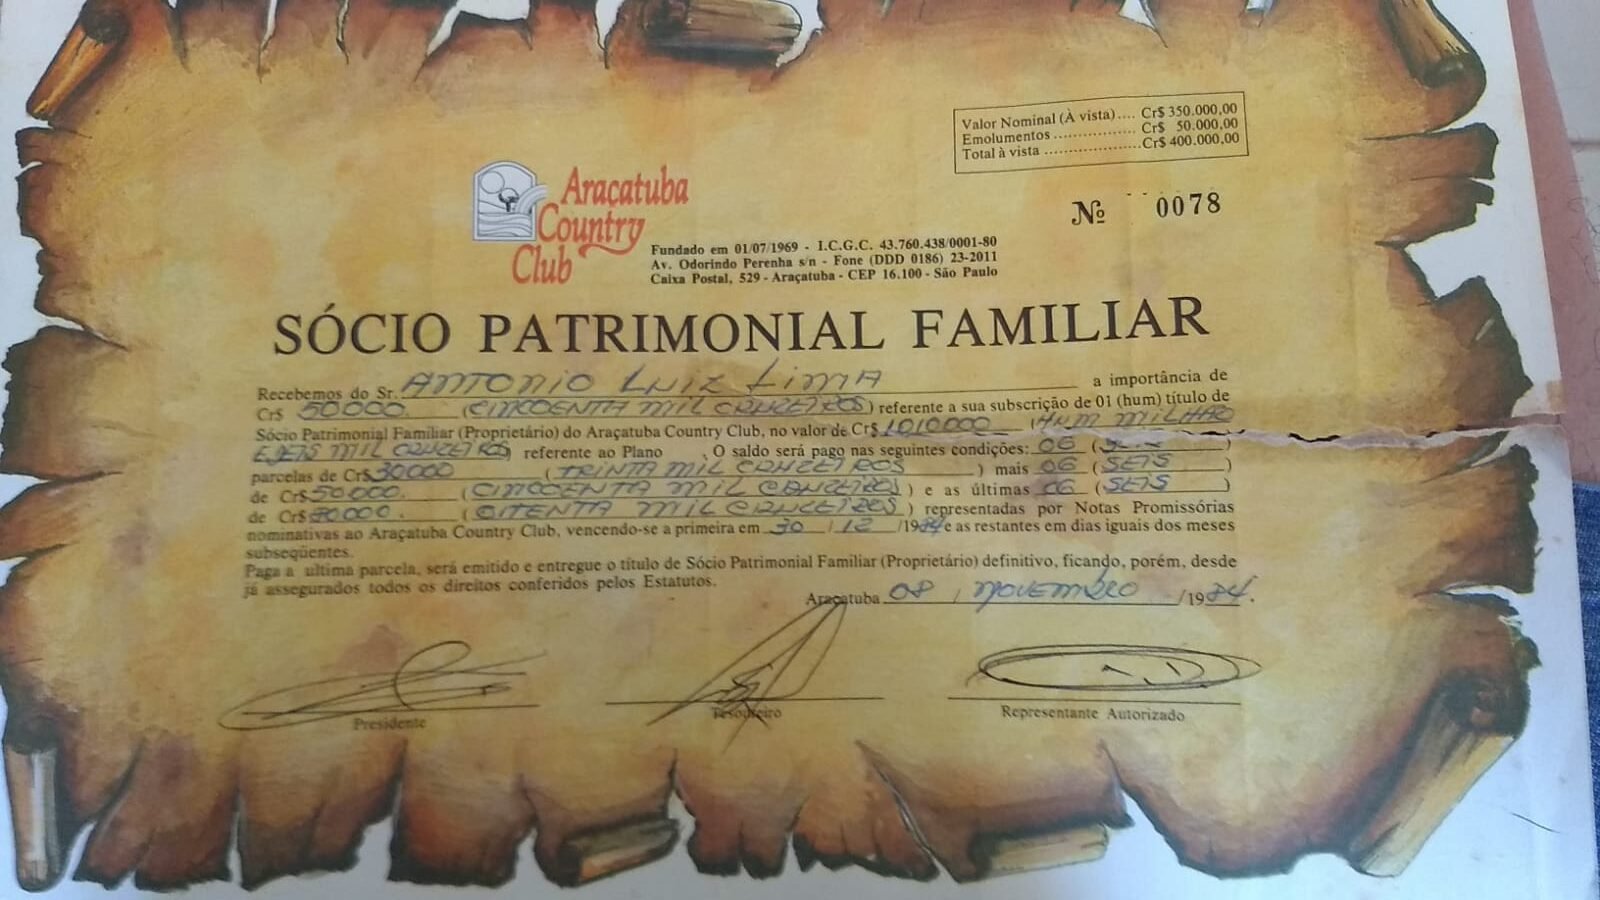 Valor Nominal (À vista).... Cr$ 350.000,00
Emolumentos ................ Cr$ 50.000,00
Total à vista ...................Cr$ 400.000,00
Nº 0078
Araçatuba
Country
Club
Fundado em 01/07/1969 - I.C.G.C. 43.760.438/0001-80
Av. Odorindo Perenha s/n - Fone (DDD 0186) 23-2011
Caixa Postal, 529 - Araçatuba - CEP 16.100 - São Paulo
SÓCIO PATRIMONIAL FAMILIAR
Recebemos do Sr. ANTONIO LUIZ LIMA a importância de
Cr$ 50.000. (CINCOENTA MIL CRUZEIROS) referente a sua subscrição de 01 (hum) título de
Sócio Patrimonial Familiar (Proprietário) do Araçatuba Country Club, no valor de Cr$ 1.010.000 (HUM MILHAO
E DEIS MIL CRUZEIROS) referente ao Plano . O saldo será pago nas seguintes condições: 06 (SEIS)
parcelas de Cr$ 30.000 (TRINTA MIL CRUZEIROS) mais 06 (SEIS)
de Cr$ 50.000. (CINCOENTA MIL CRUZEIROS) e as últimas 06 (SEIS)
de Cr$ 80.000. (OITENTA MIL CRUZEIROS) representadas por Notas Promissórias
nominativas ao Araçatuba Country Club, vencendo-se a primeira em 30/12/1984 e as restantes em dias iguais dos meses
subseqüentes.
Paga a ultima parcela, será emitido e entregue o título de Sócio Patrimonial Familiar (Proprietário) definitivo, ficando, porém, desde
já assegurados todos os direitos conferidos pelos Estatutos.
Araçatuba 08, NOVEMBRO /1984.
Presidente
Tesoureiro
Representante Autorizado